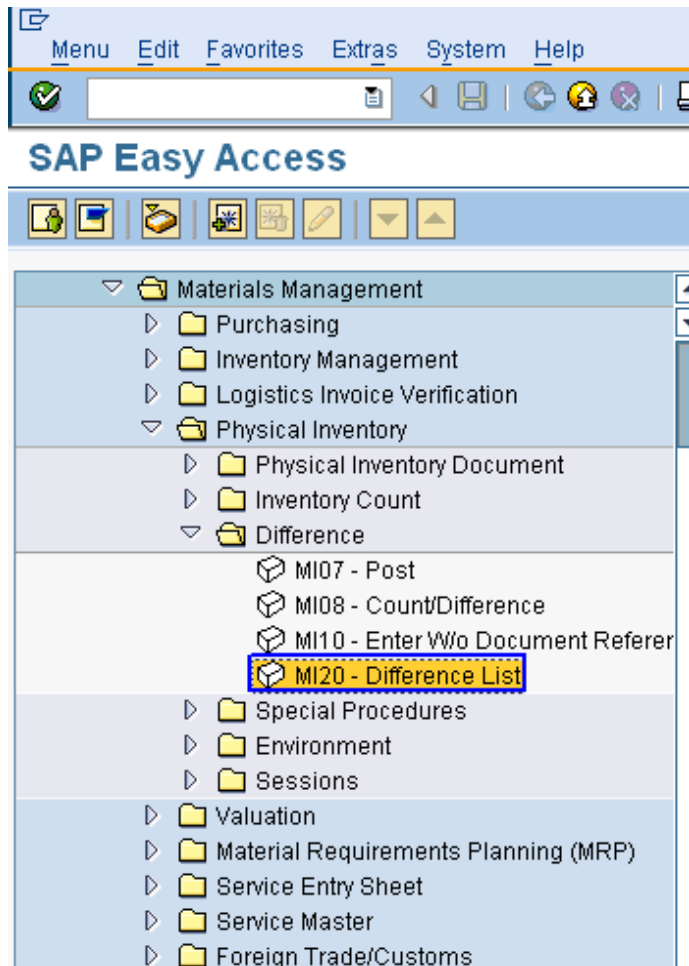 Menu Edit Favorites Extras System Help
SAP Easy Access
Materials Management
Purchasing
Inventory Management
Logistics Invoice Verification
Physical Inventory
Physical Inventory Document
Inventory Count
Difference
MI07 - Post
MI08 - Count/Difference
MI10 - Enter W/o Document Referer
MI20 - Difference List
Special Procedures
Environment
Sessions
Valuation
Material Requirements Planning (MRP)
Service Entry Sheet
Service Master
Foreign Trade/Customs